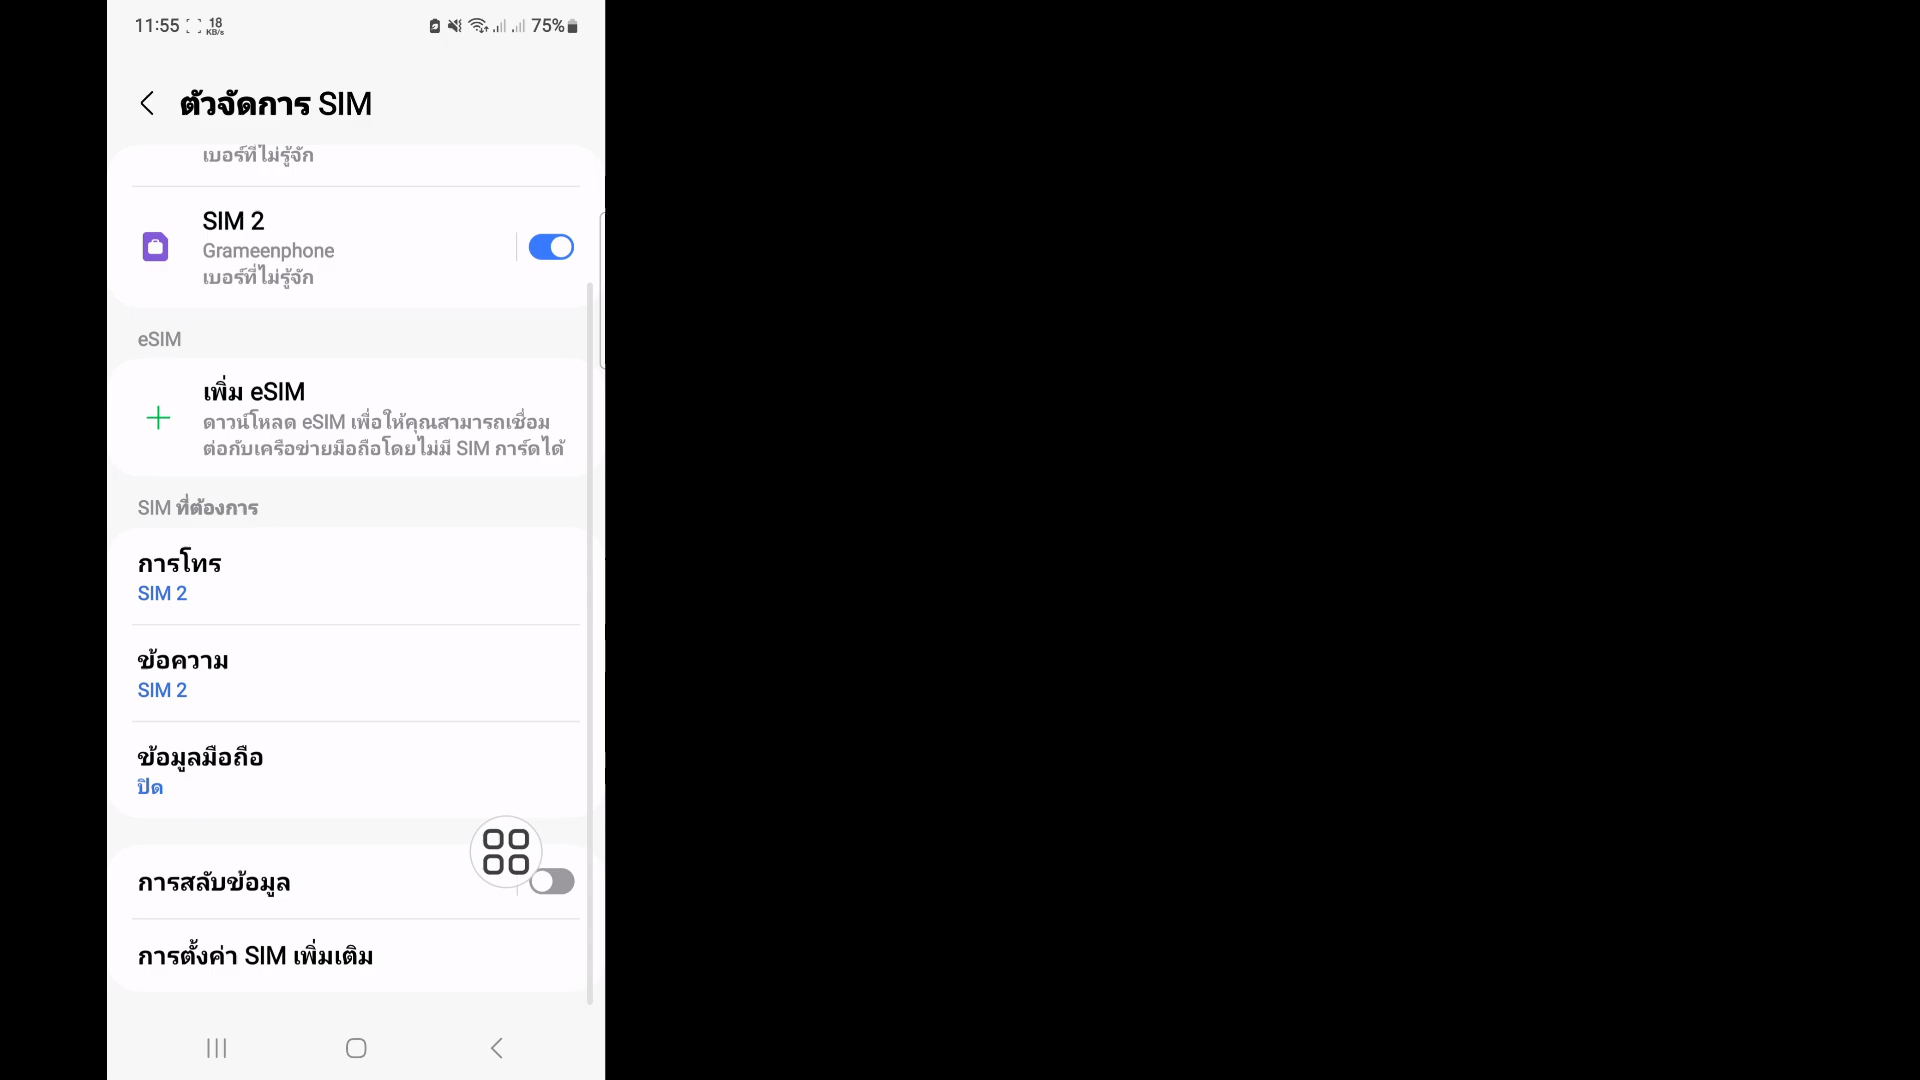 11:55 18 KB/s 75%
ตัวจัดการ SIM
เบอร์ที่ไม่รู้จัก
SIM 2
Grameenphone
เบอร์ที่ไม่รู้จัก
eSIM
เพิ่ม eSIM
ดาวน์โหลด eSIM เพื่อให้คุณสามารถเชื่อม
ต่อกับเครือข่ายมือถือโดยไม่มี SIM การ์ดได้
SIM ที่ต้องการ
การโทร
SIM 2
ข้อความ
SIM 2
ข้อมูลมือถือ
ปิด
การสลับข้อมูล
การตั้งค่า SIM เพิ่มเติม